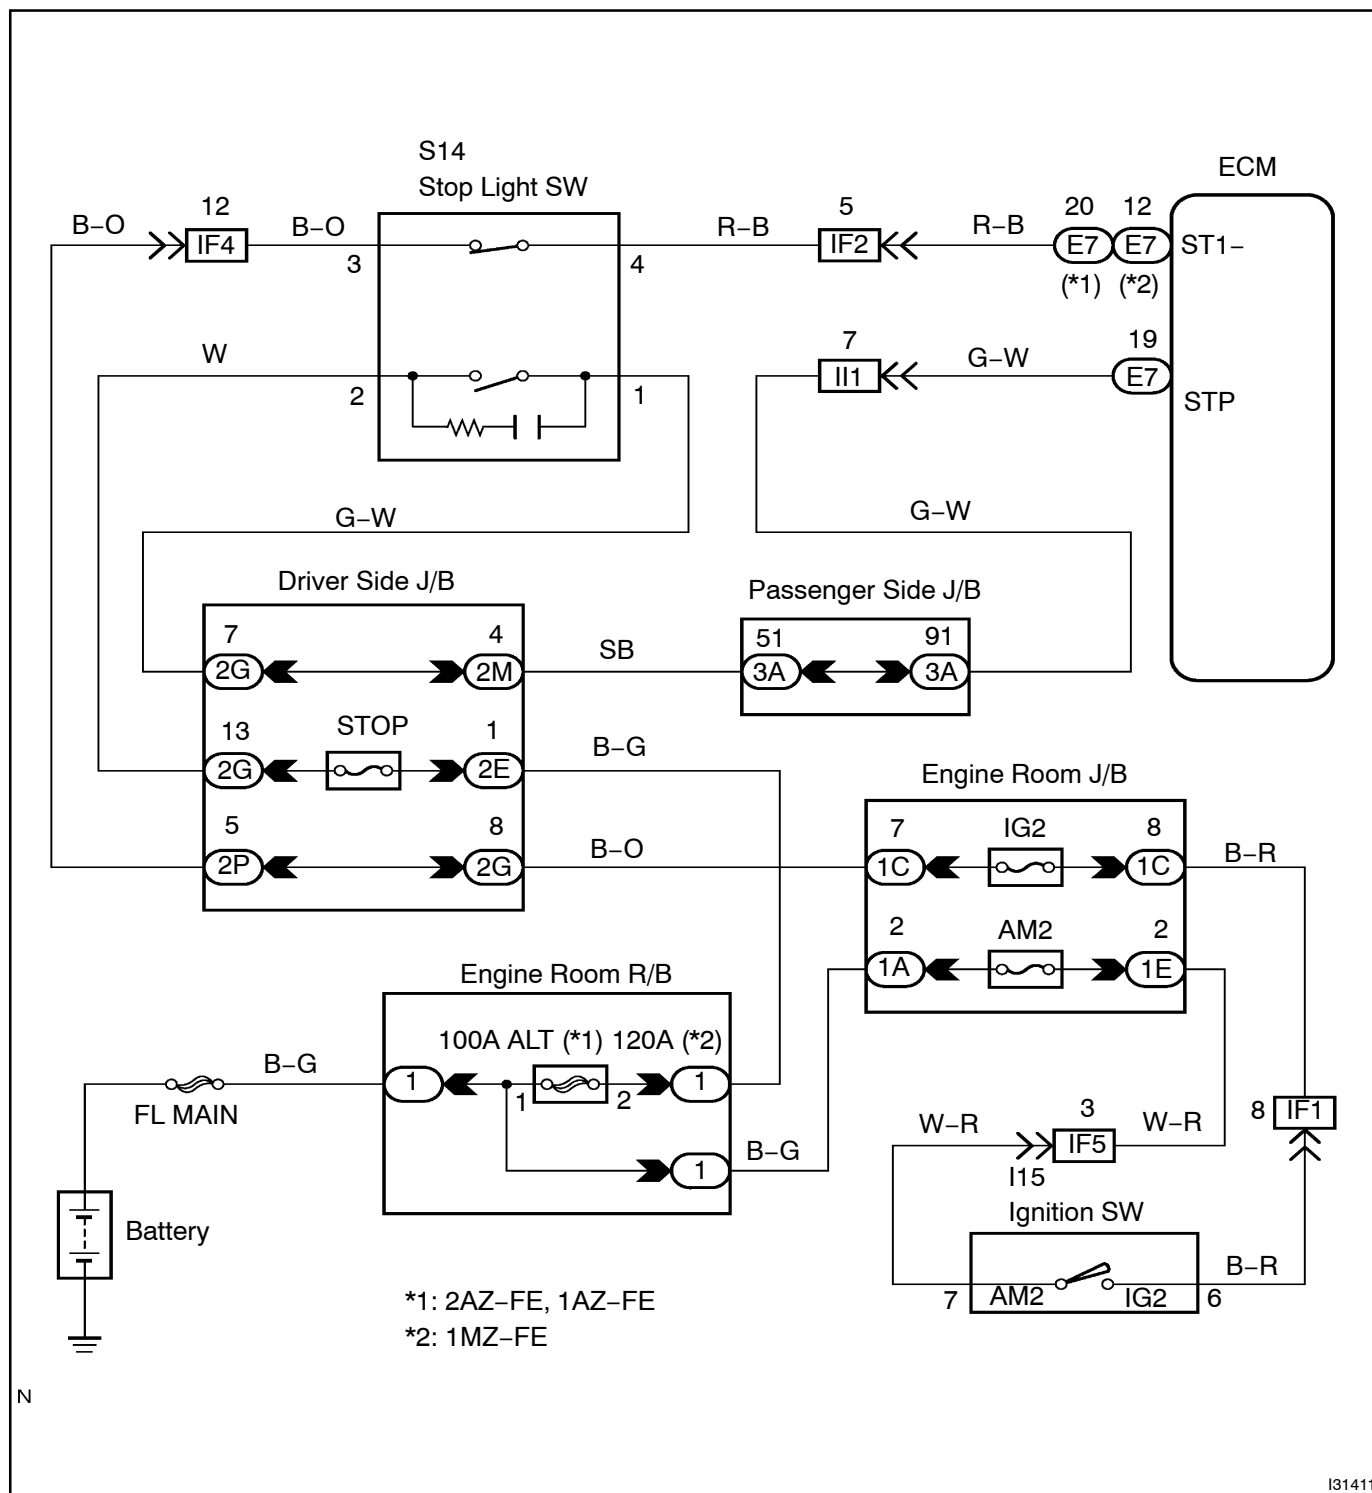 S14
Stop Light SW
ECM
B–O
12
IF4
B–O
3
4
R–B
5
IF2
R–B
20
12
E7
E7
(*1)
(*2)
ST1–
W
2
1
7
II1
G–W
19
E7
STP
G–W
G–W
Driver Side J/B
Passenger Side J/B
7
2G
4
2M
SB
51
3A
91
3A
13
2G
STOP
1
2E
B–G
Engine Room J/B
5
2P
8
2G
B–O
7
1C
IG2
8
1C
B–R
2
1A
AM2
2
1E
Engine Room R/B
100A ALT (*1) 120A (*2)
B–G
1
1
2
1
FL MAIN
1
B–G
W–R
3
IF5
W–R
8
IF1
I15
Ignition SW
Battery
7
AM2
IG2
6
B–R
*1: 2AZ–FE, 1AZ–FE
*2: 1MZ–FE
N
I31411